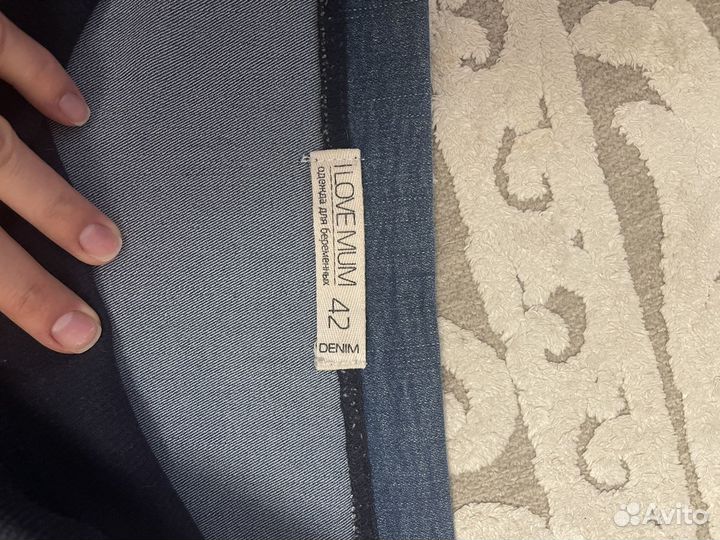 I LOVE MUM
одежда для беременных
42
DENIM
Avito